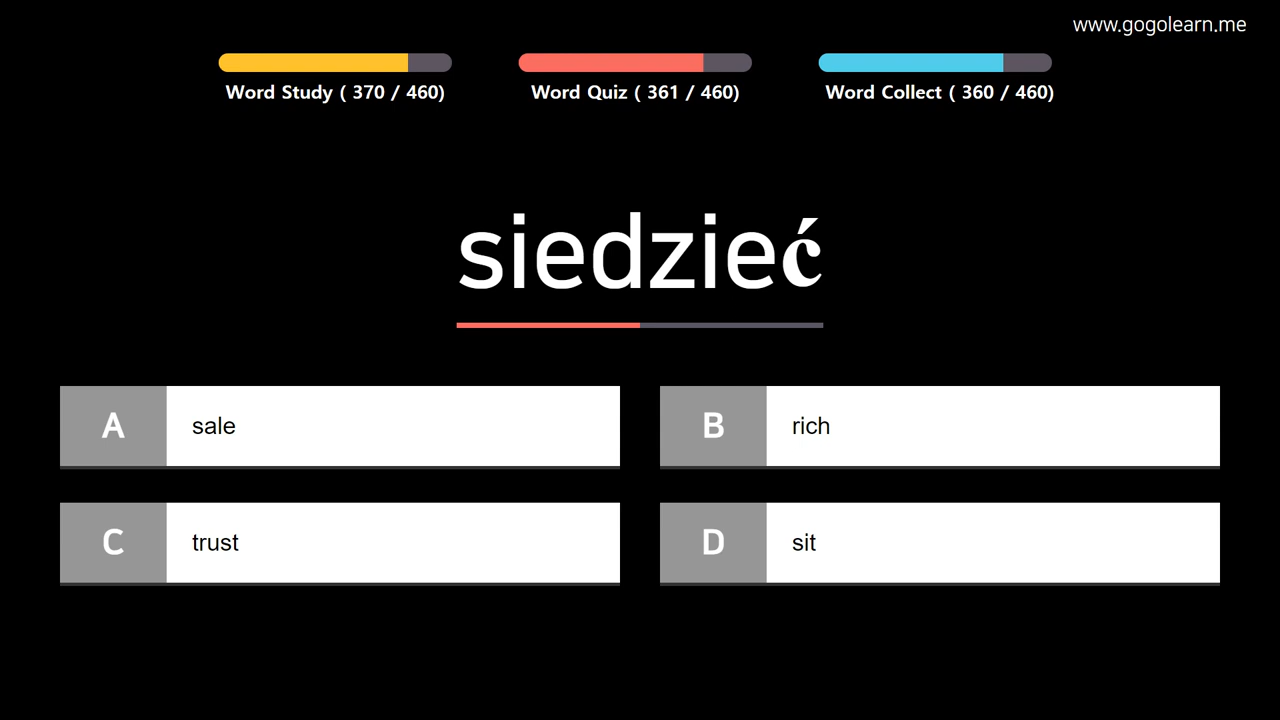 www.gogolearn.me
Word Study ( 370 / 460)
Word Quiz ( 361 / 460)
Word Collect ( 360 / 460)
siedzieć
A sale
B rich
C trust
D sit